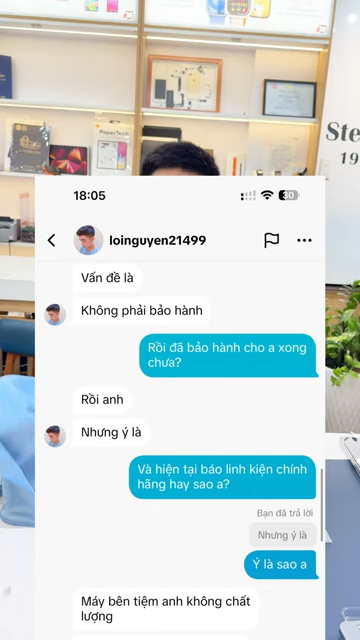 PaperTech
Ste
19
18:05
30
loinguyen21499
Vấn đề là
Không phải bảo hành
Rồi đã bảo hành cho a xong
chưa?
Rồi anh
Nhưng ý là
Và hiện tại báo linh kiện chính
hãng hay sao a?
Bạn đã trả lời
Nhưng ý là
Ý là sao a
Máy bên tiệm anh không chất
lượng